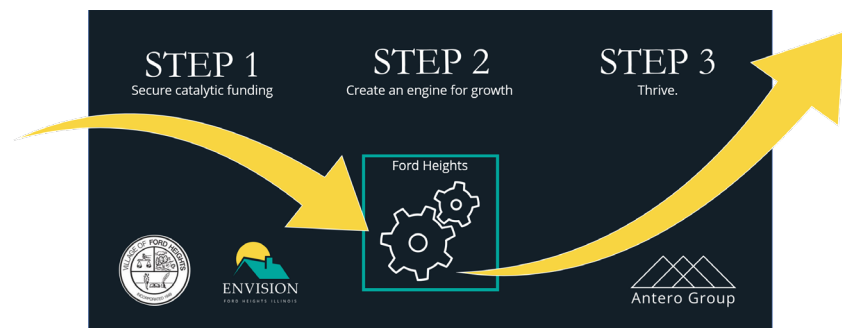 STEP 1
Secure catalytic funding
STEP 2
Create an engine for growth
STEP 3
Thrive.
Ford Heights
VILLAGE OF FORD HEIGHTS
ENVISION
FORD HEIGHTS ILLINOIS
Antero Group